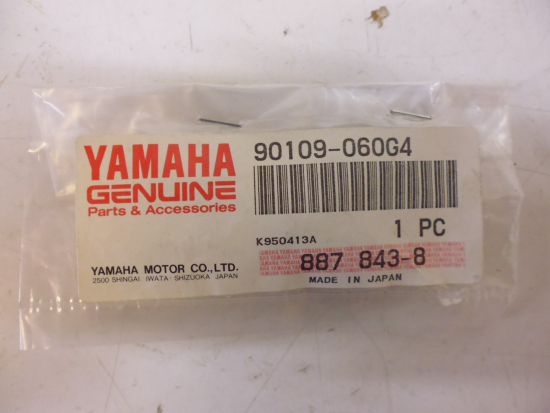 YAMAHA
GENUINE
Parts & Accessories
YAMAHA MOTOR CO.,LTD.
2500 SHINGAI IWATA SHIZUOKA JAPAN
90109-060G4
K950413A
1 PC
887 843-8
MADE IN JAPAN